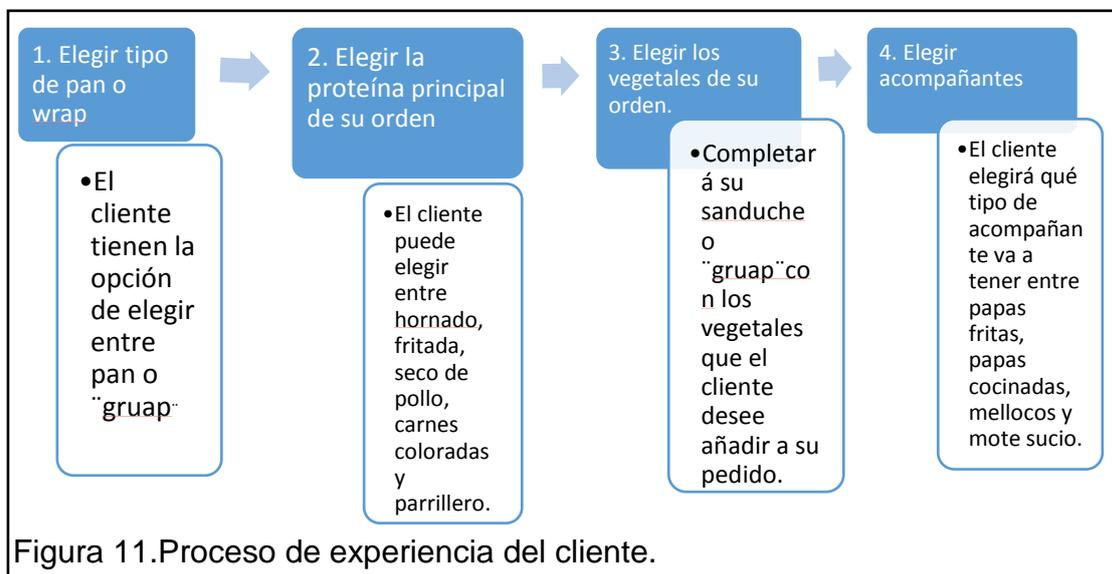 1. Elegir tipo
de pan o
wrap
•El
cliente
tienen la
opción
de elegir
entre
pan o
¨gruap¨
2. Elegir la
proteína principal
de su orden
•El cliente
puede
elegir
entre
hornado,
fritada,
seco de
pollo,
carnes
coloradas
y
parrillero.
3. Elegir los
vegetales de su
orden.
•Completar
á su
sanduche
o
¨gruap¨co
n los
vegetales
que el
cliente
desee
añadir a su
pedido.
4. Elegir
acompañantes
•El cliente
elegirá qué
tipo de
acompañan
te va a
tener entre
papas
fritas,
papas
cocinadas,
mellocos y
mote sucio.
Figura 11.Proceso de experiencia del cliente.